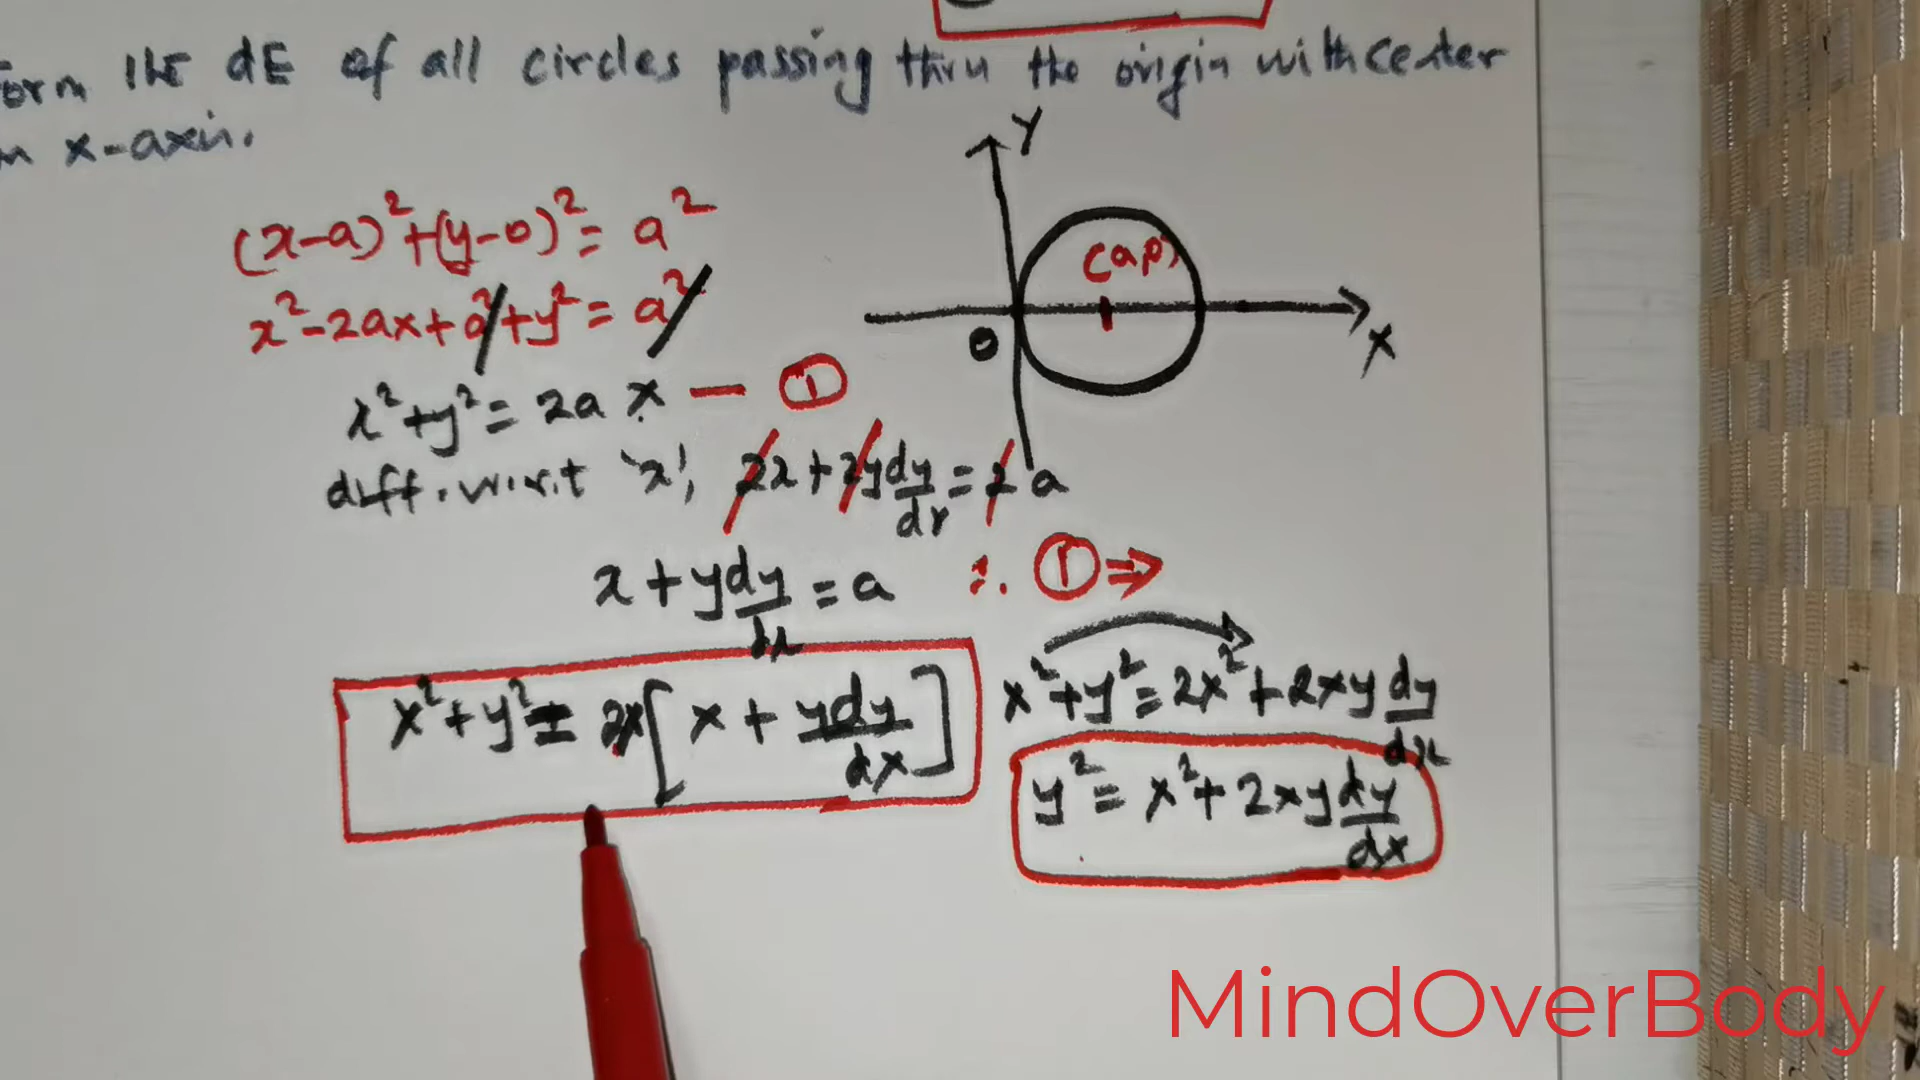 orm the dE of all circles passing thru the origin with center
n x-axis.
Y
(x-a)²+(y-0)²= a²
(a,0)
x²-2ax+a²+y²= a²
O
X
x²+y²= 2a x — ①
diff. w.r.t 'x', 2x+2y dy/dx = 2a
x + y dy/dx = a ∴ ① ⇒
x²+y² = 2x[x + y dy/dx]
x²+y²=2x²+2xy dy/dx
y²= x²+2xy dy/dx
MindOverBody